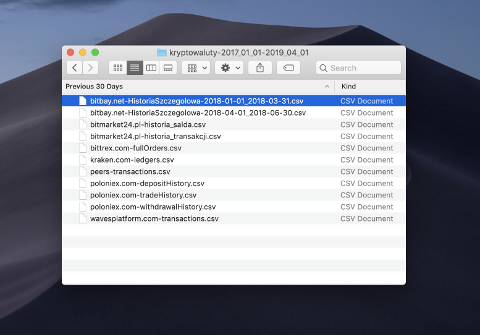 kryptowaluty-2017_01_01-2019_04_01
Search
Previous 30 Days Kind
bitbay.net-HistoriaSzczegolowa-2018-01-01_2018-03-31.csv CSV Document
bitbay.net-HistoriaSzczegolowa-2018-04-01_2018-06-30.csv CSV Document
bitmarket24.pl-historia_salda.csv CSV Document
bitmarket24.pl-historia_transakcji.csv CSV Document
bittrex.com-fullOrders.csv CSV Document
kraken.com-ledgers.csv CSV Document
peers-transactions.csv CSV Document
poloniex.com-depositHistory.csv CSV Document
poloniex.com-tradeHistory.csv CSV Document
poloniex.com-withdrawalHistory.csv CSV Document
wavesplatform.com-transactions.csv CSV Document